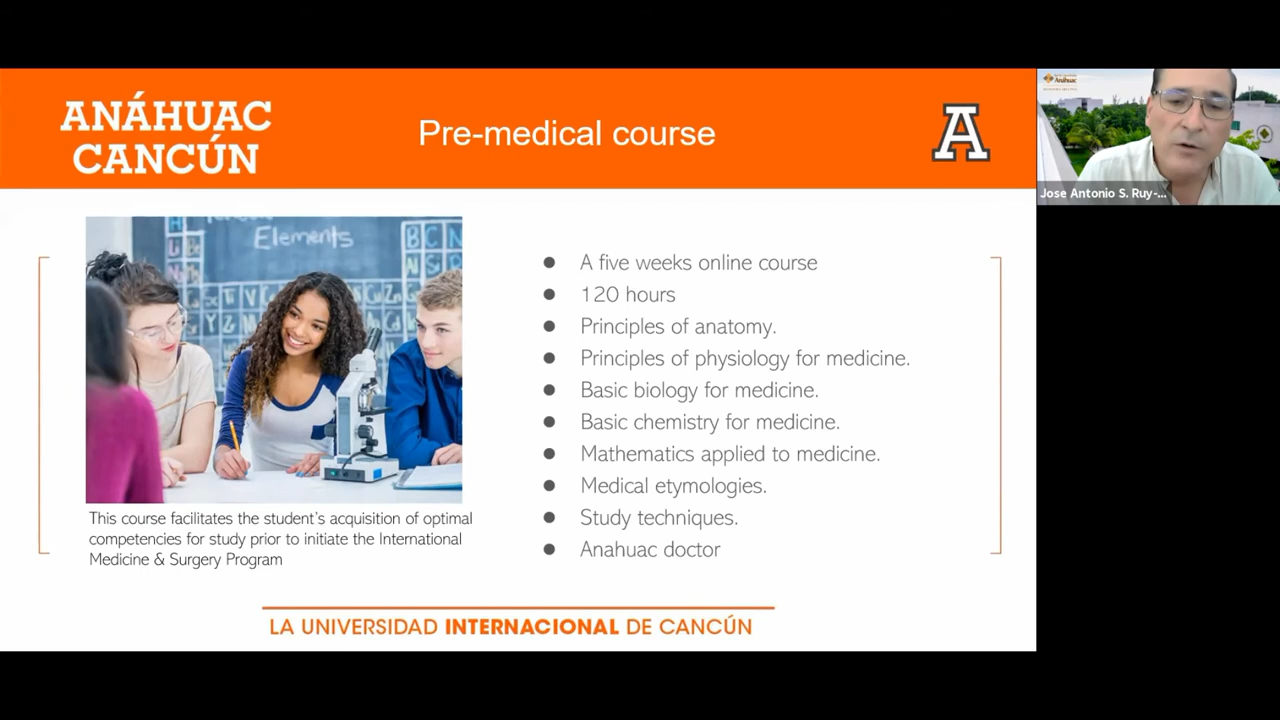 ANÁHUAC
CANCÚN
Pre-medical course
A
Anáhuac
Jose Antonio S. Ruy-...
Elements
B C N
A five weeks online course
120 hours
Principles of anatomy.
Principles of physiology for medicine.
Basic biology for medicine.
Basic chemistry for medicine.
Mathematics applied to medicine.
Medical etymologies.
Study techniques.
Anahuac doctor
This course facilitates the student's acquisition of optimal
competencies for study prior to initiate the International
Medicine & Surgery Program
LA UNIVERSIDAD INTERNACIONAL DE CANCÚN